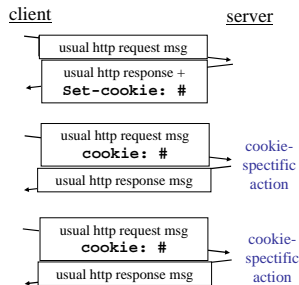 client
server
usual http request msg
usual http response +
Set-cookie: #
usual http request msg
cookie: #
usual http response msg
cookie-
spectific
action
usual http request msg
cookie: #
usual http response msg
cookie-
spectific
action